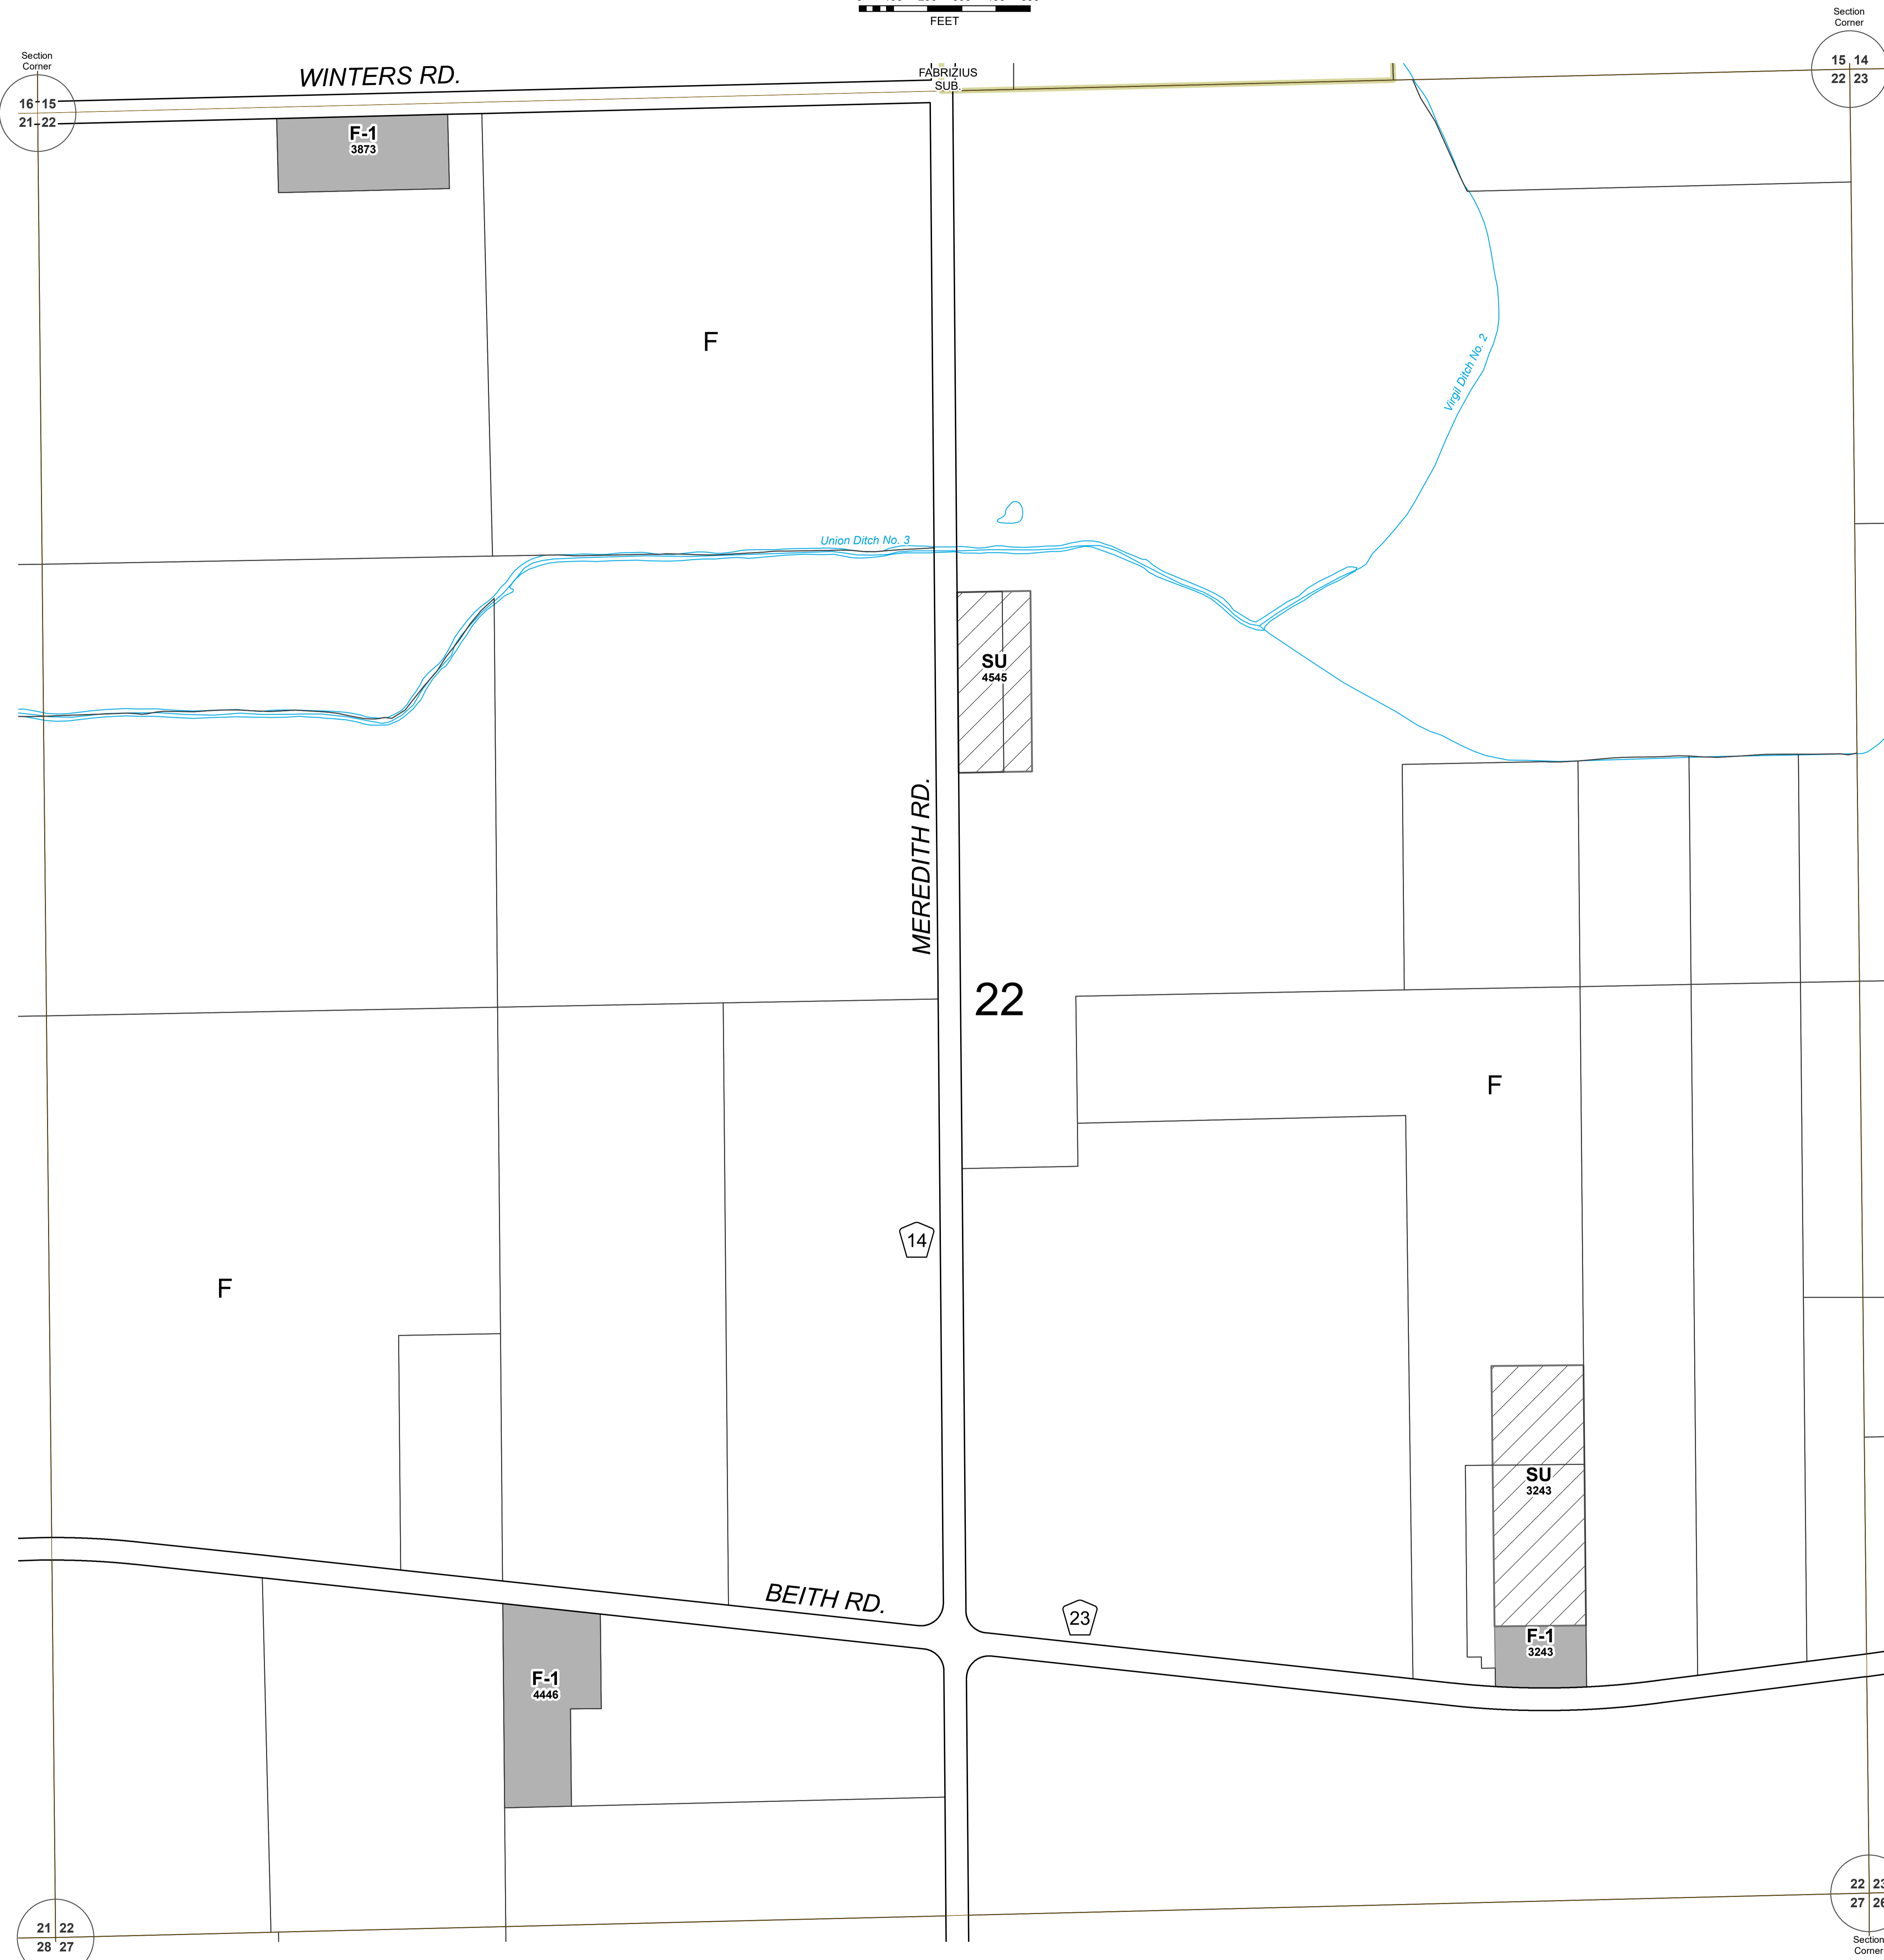 FEET
Section
Corner
Section
Corner
WINTERS RD.
FABRIZIUS
SUB.
15 14
22 23
16 15
21 22
F-1
3873
F
Virgil Ditch No. 2
Union Ditch No. 3
SU
4545
MEREDITH RD.
22
F
14
F
SU
3243
BEITH RD.
23
F-1
3243
F-1
4446
22 23
27 26
21 22
28 27
Section
Corner